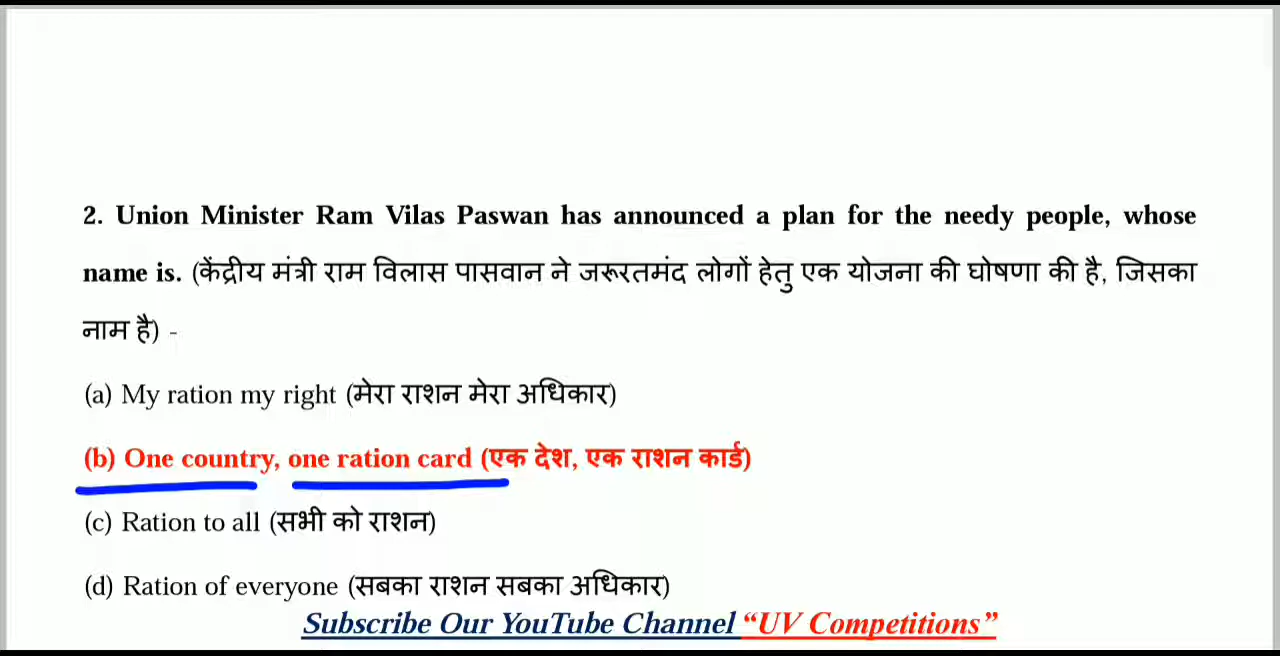 2. Union Minister Ram Vilas Paswan has announced a plan for the needy people, whose
name is. (केंद्रीय मंत्री राम विलास पासवान ने जरूरतमंद लोगों हेतु एक योजना की घोषणा की है, जिसका
नाम है) -
(a) My ration my right (मेरा राशन मेरा अधिकार)
(b) One country, one ration card (एक देश, एक राशन कार्ड)
(c) Ration to all (सभी को राशन)
(d) Ration of everyone (सबका राशन सबका अधिकार)
Subscribe Our YouTube Channel “UV Competitions”